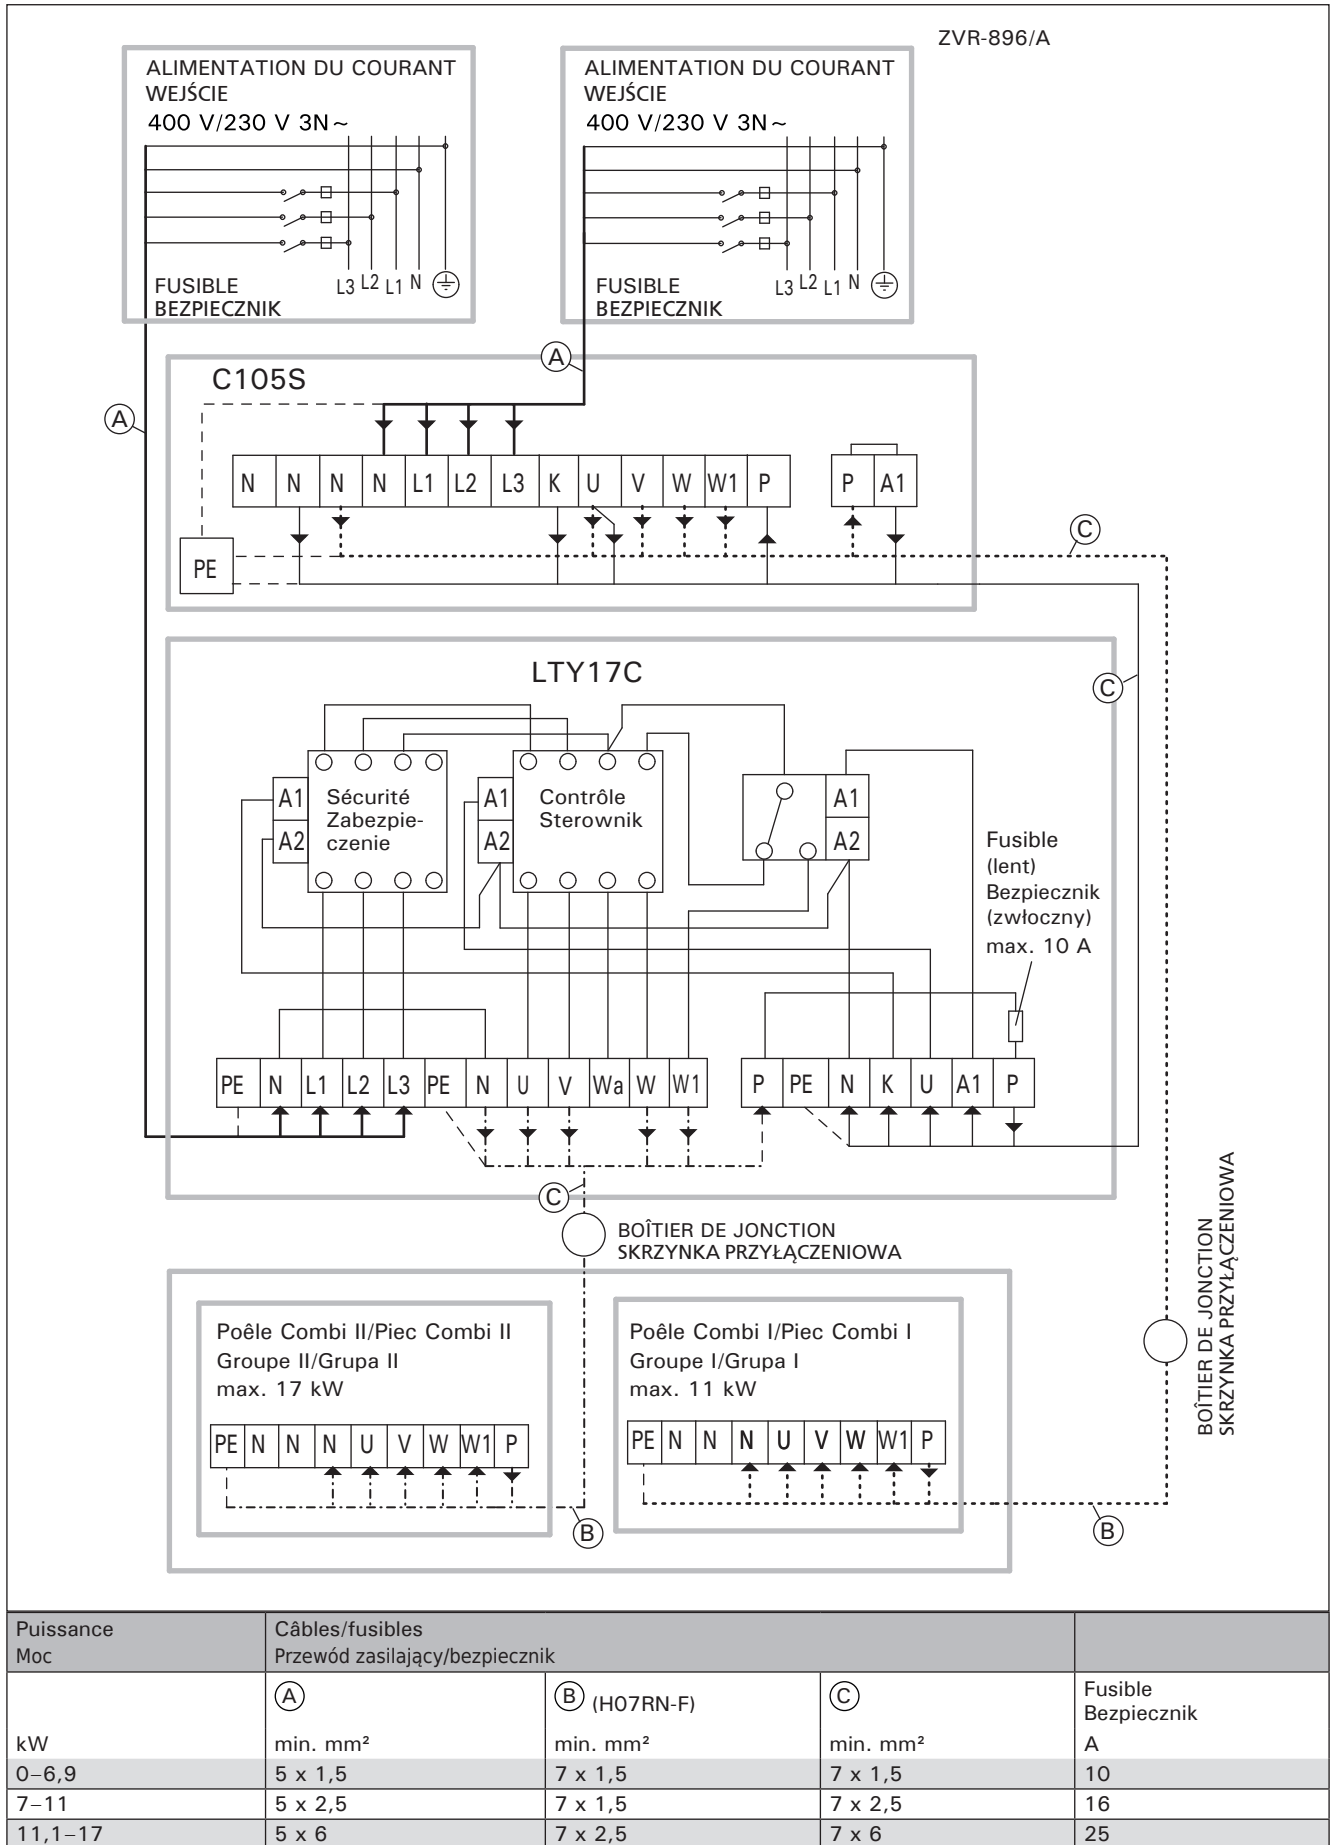 ZVR-896/A
ALIMENTATION DU COURANT
WEJŚCIE
400 V/230 V 3N~
FUSIBLE
BEZPIECZNIK
L3 L2 L1 N
ALIMENTATION DU COURANT
WEJŚCIE
400 V/230 V 3N~
FUSIBLE
BEZPIECZNIK
L3 L2 L1 N
A
A
C105S
N N N N L1 L2 L3 K U V W W1 P
P A1
PE
C
LTY17C
C
A1
A2
Sécurité
Zabezpie-
czenie
A1
A2
Contrôle
Sterownik
A1
A2
Fusible
(lent)
Bezpiecznik
(zwłoczny)
max. 10 A
PE N L1 L2 L3 PE N U V Wa W W1
P PE N K U A1 P
C
BOÎTIER DE JONCTION
SKRZYNKA PRZYŁĄCZENIOWA
BOÎTIER DE JONCTION
SKRZYNKA PRZYŁĄCZENIOWA
Poêle Combi II/Piec Combi II
Groupe II/Grupa II
max. 17 kW
PE N N N U V W W1 P
B
Poêle Combi I/Piec Combi I
Groupe I/Grupa I
max. 11 kW
PE N N N U V W W1 P
B
Puissance
Moc
Câbles/fusibles
Przewód zasilający/bezpiecznik
A
B (H07RN-F)
C
Fusible
Bezpiecznik
kW min. mm² min. mm² min. mm² A
0–6,9 5 x 1,5 7 x 1,5 7 x 1,5 10
7–11 5 x 2,5 7 x 1,5 7 x 2,5 16
11,1–17 5 x 6 7 x 2,5 7 x 6 25